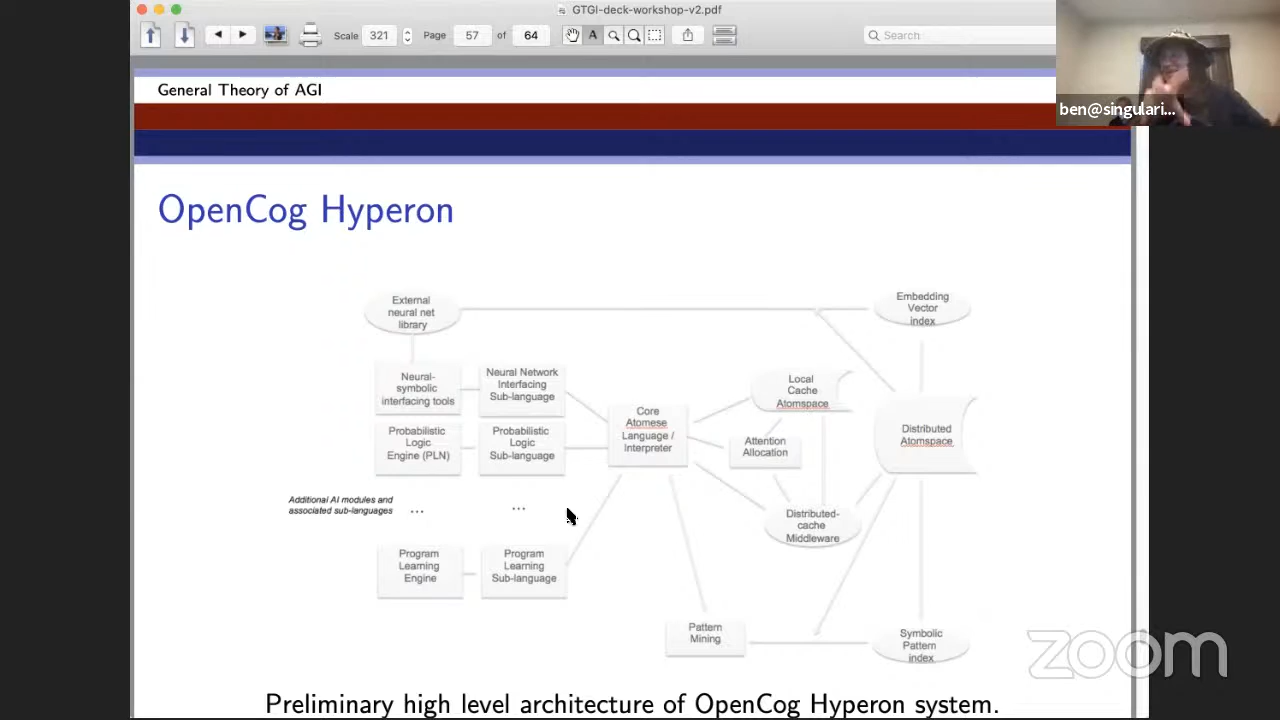 GTGI-deck-workshop-v2.pdf
Scale 321 Page 57 of 64 A Search
ben@singulari...
General Theory of AGI
OpenCog Hyperon
External
neural net
library
Embedding
Vector
index
Neural-
symbolic
interfacing tools
Neural Network
Interfacing
Sub-language
Local
Cache
Atomspace
Core
Atomese
Language /
Interpreter
Distributed
Atomspace
Probabilistic
Logic
Engine (PLN)
Probabilistic
Logic
Sub-language
Attention
Allocation
Additional AI modules and
associated sub-languages
...
...
Distributed-
cache
Middleware
Program
Learning
Engine
Program
Learning
Sub-language
Pattern
Mining
Symbolic
Pattern
index
zoom
Preliminary high level architecture of OpenCog Hyperon system.